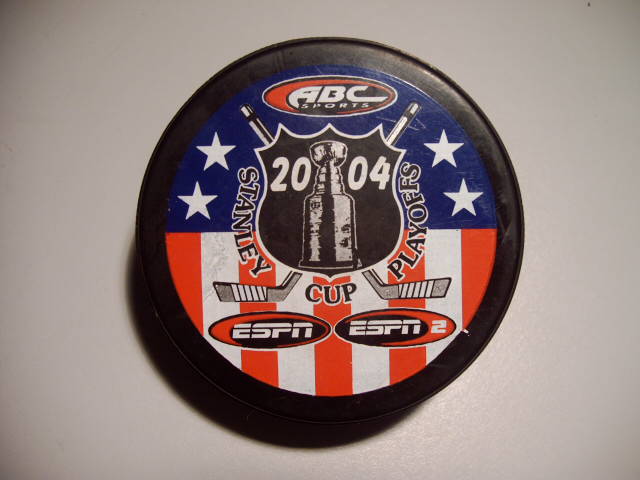 ABC
SPORTS
20 04
STANLEY
CUP
PLAYOFFS
ESPN
ESPN 2